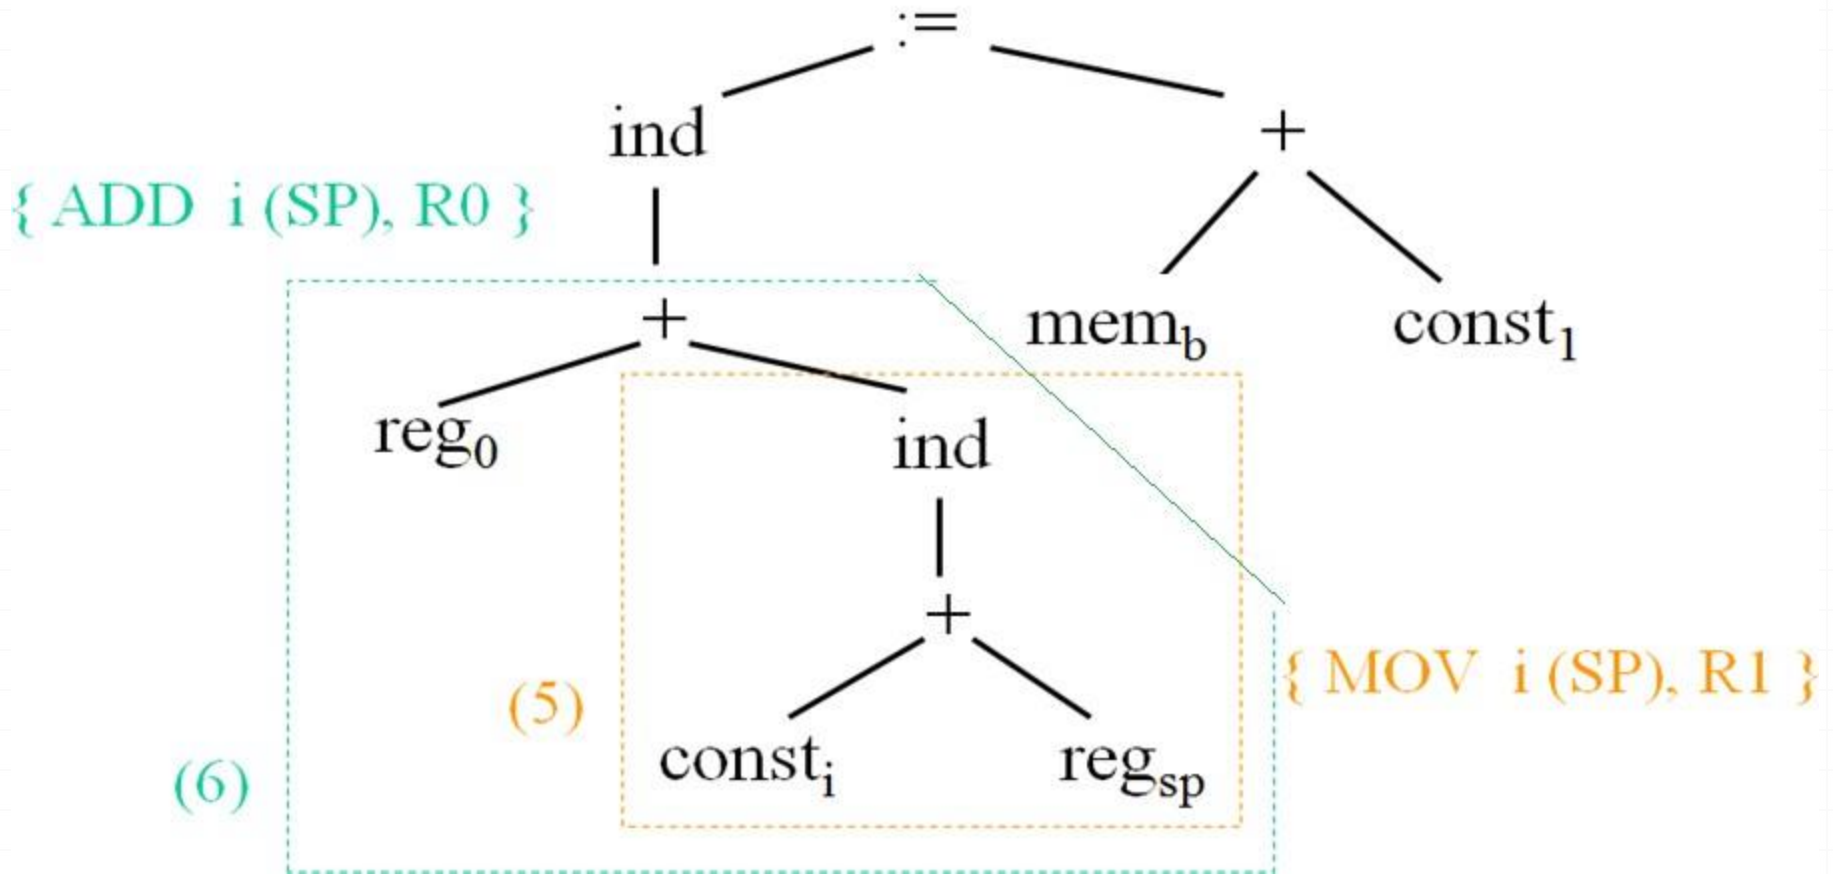 :=
ind +
{ ADD i (SP), R0 }
+ mem_b const_1
reg_0 ind
+
{ MOV i (SP), R1 }
(5)
const_i reg_sp
(6)